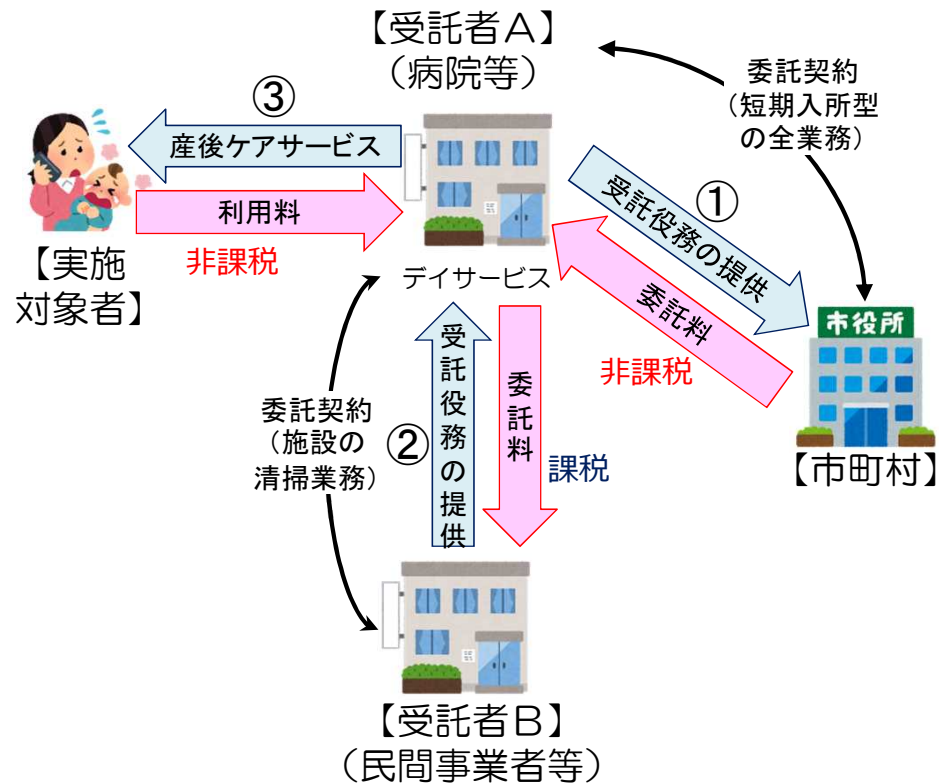 【受託者A】
(病院等)
委託契約
(短期入所型
の全業務)
③
産後ケアサービス
利用料
非課税
【実施
対象者】
①
受託役務の提供
委託料
非課税
市役所
【市町村】
デイサービス
委託契約
(施設の
清掃業務)
②
受託役務の提供
委託料
課税
【受託者B】
(民間事業者等)